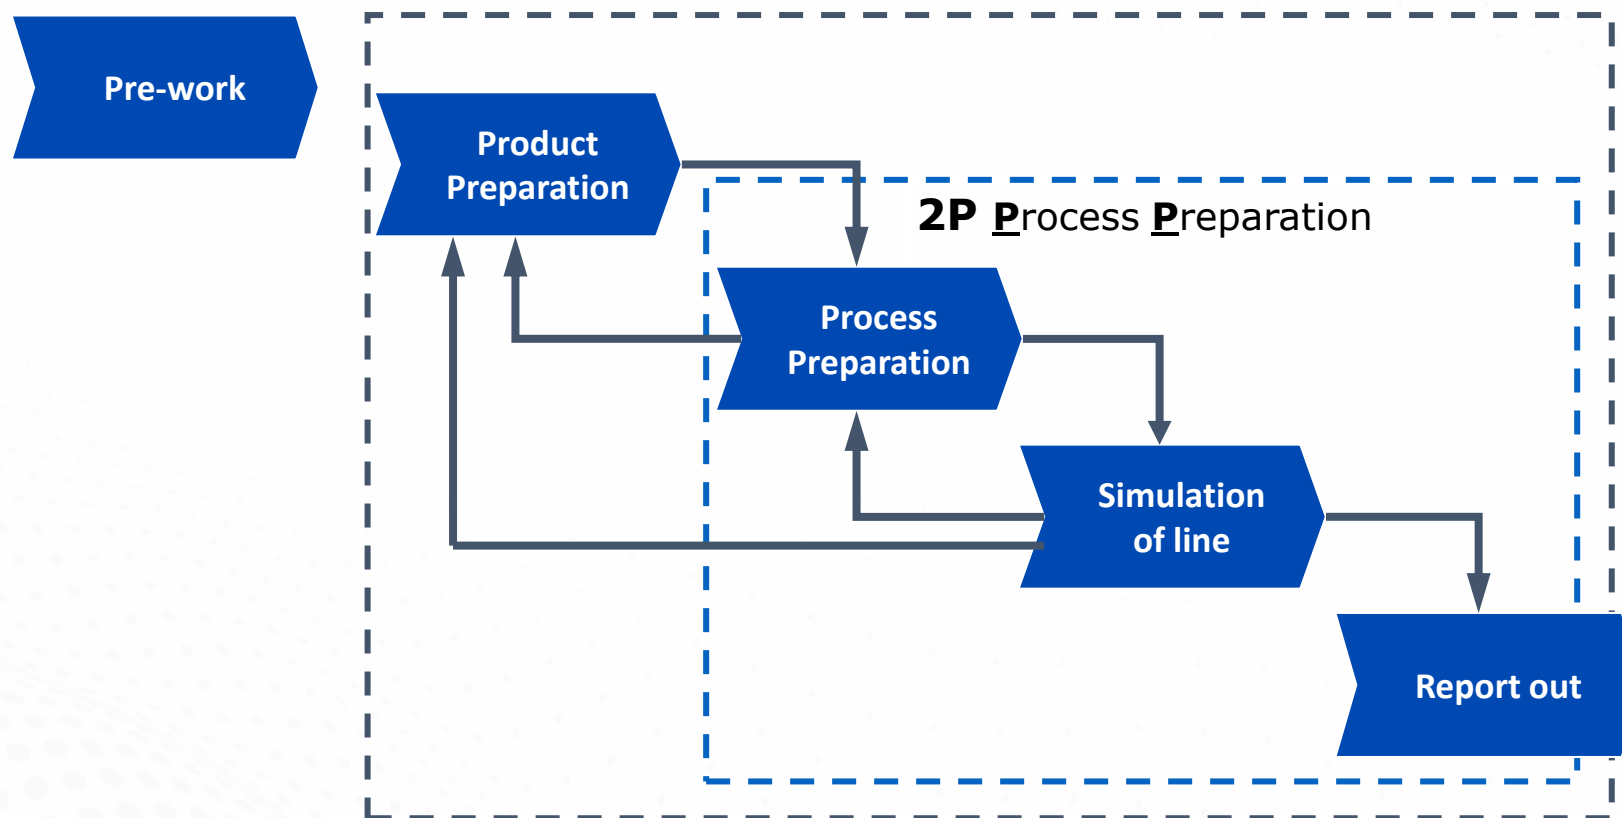 Pre-work
Product
Preparation
2P Process Preparation
Process
Preparation
Simulation
of line
Report out